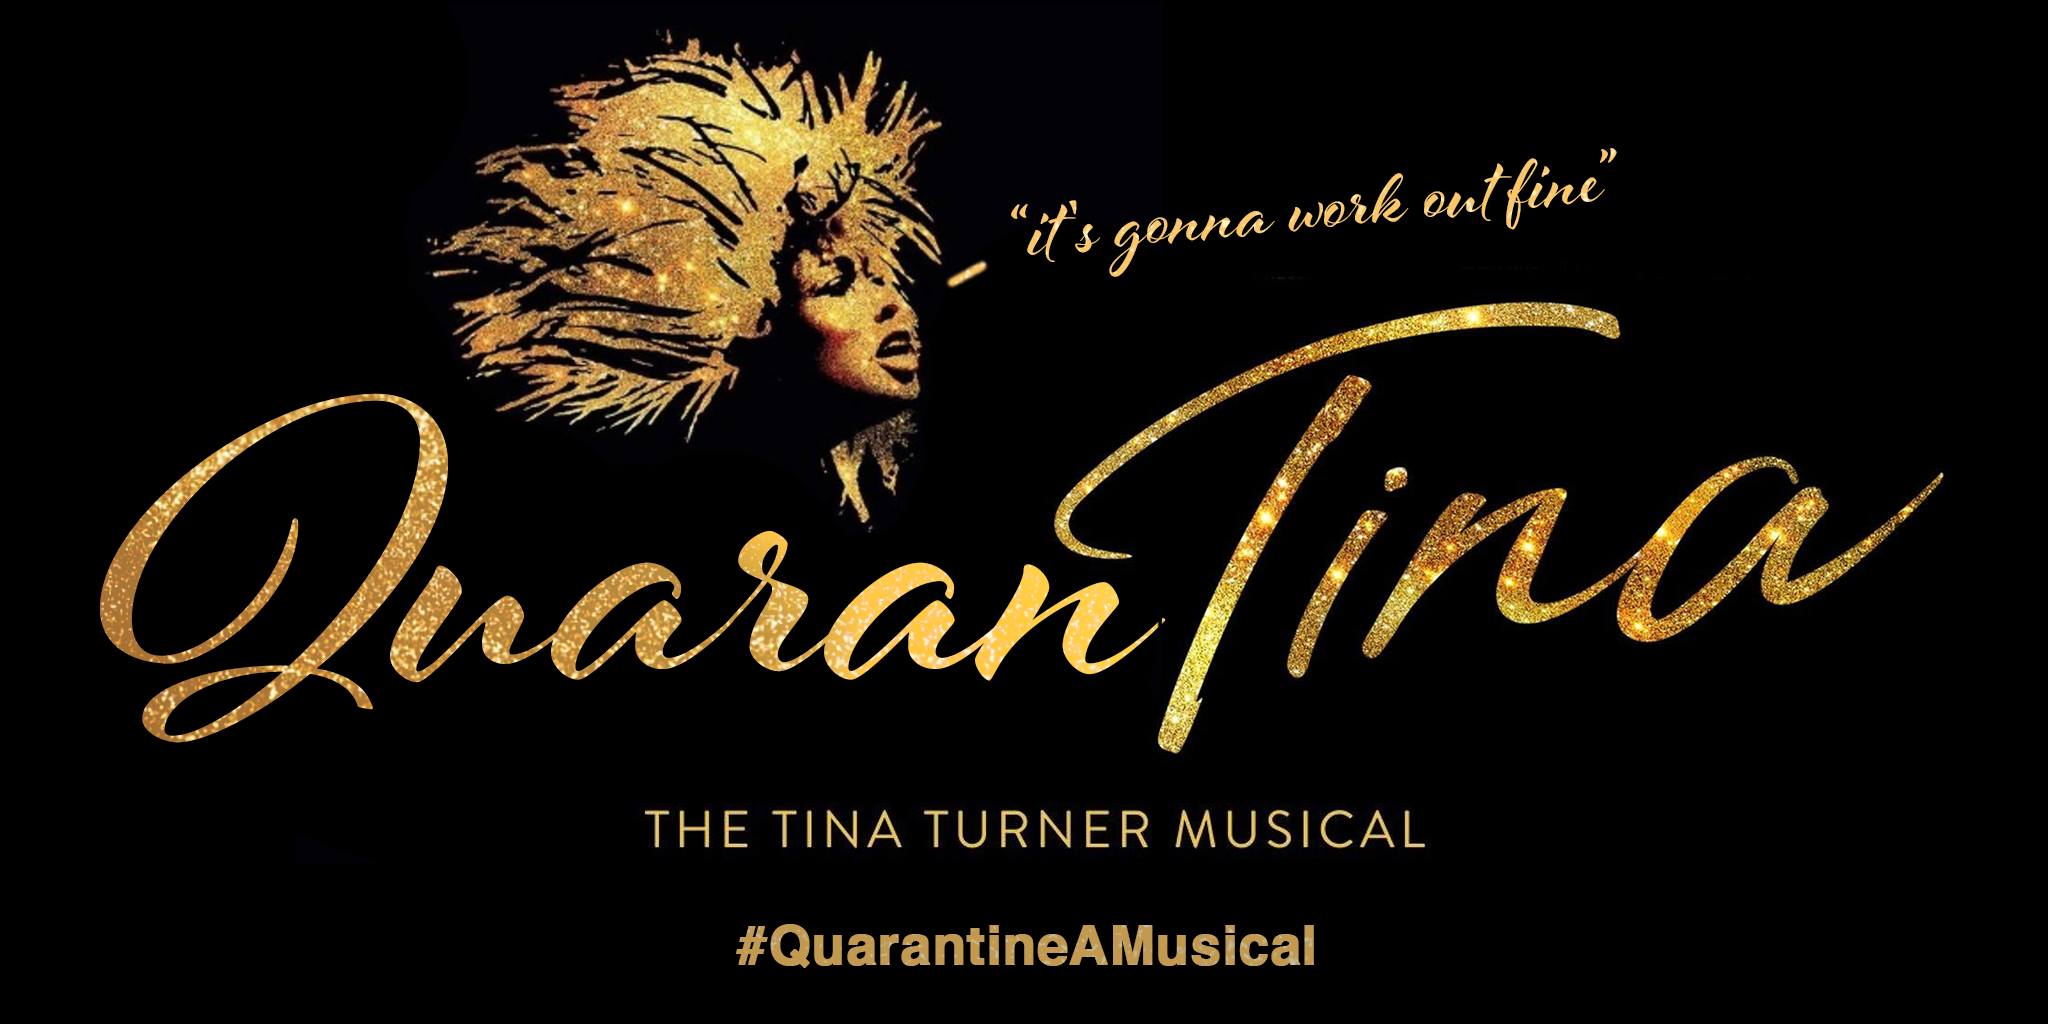 “it's gonna work out fine”
QuaranTina
THE TINA TURNER MUSICAL
#QuarantineAMusical